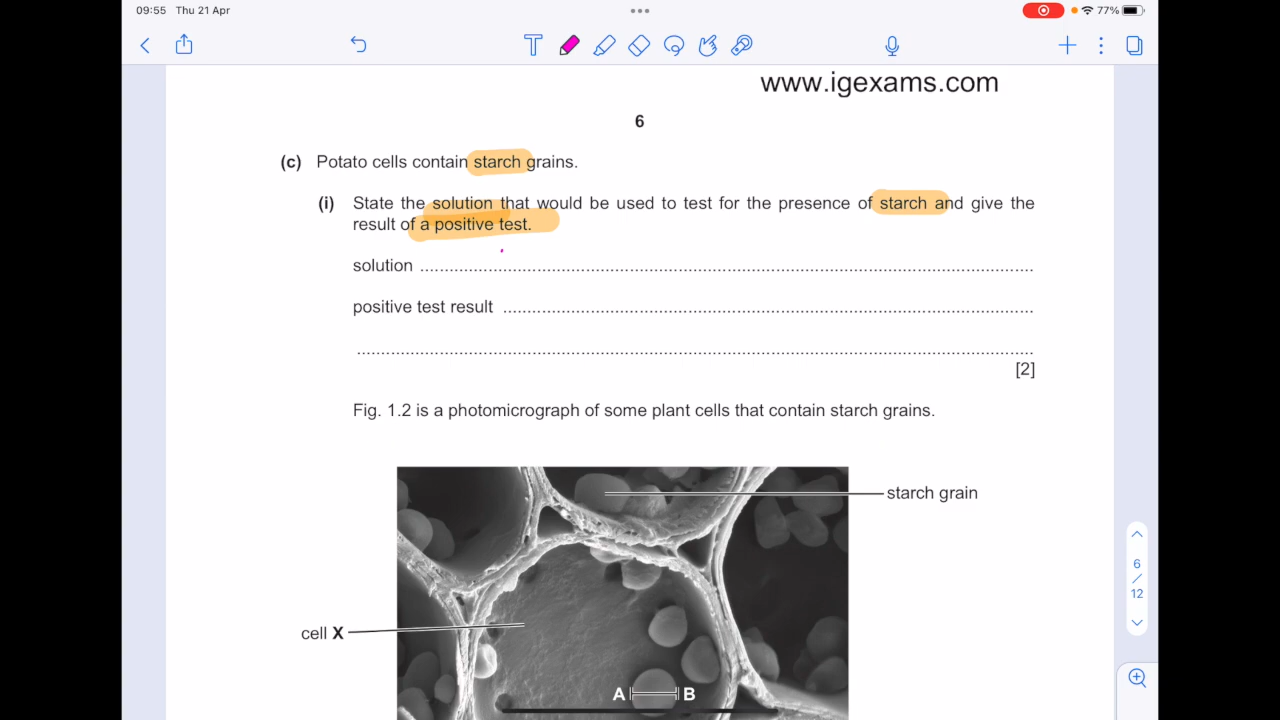 09:55 Thu 21 Apr
77%
www.igexams.com
6
(c) Potato cells contain starch grains.
(i) State the solution that would be used to test for the presence of starch and give the
result of a positive test.
solution ........................................................................................................
positive test result ........................................................................................
........................................................................................................
[2]
Fig. 1.2 is a photomicrograph of some plant cells that contain starch grains.
starch grain
cell X
A B
6
/
12